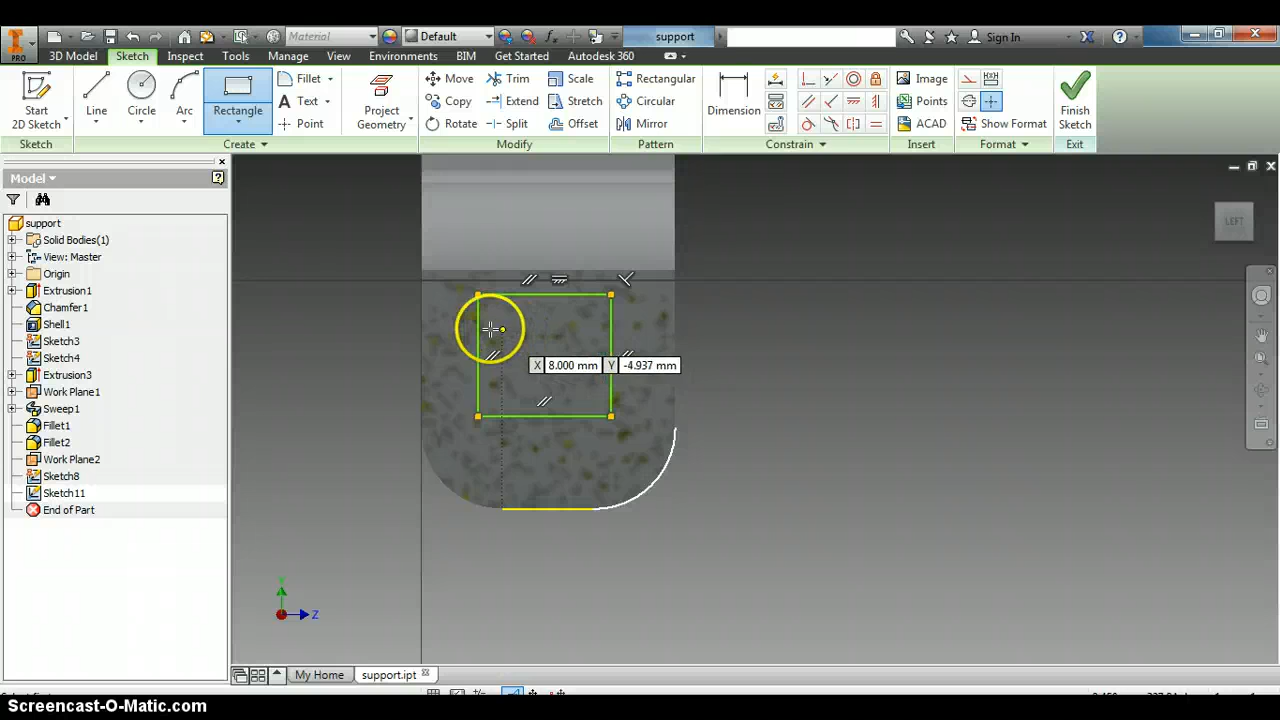 Material
Default
support
Sign In
PRO
3D Model Sketch Inspect Tools Manage View Environments BIM Get Started Autodesk 360
Start 2D Sketch
Line
Circle
Arc
Rectangle
Fillet
Text
Point
Project Geometry
Move
Copy
Rotate
Trim
Extend
Split
Scale
Stretch
Offset
Rectangular
Circular
Mirror
Dimension
Image
Points
ACAD
Show Format
Finish Sketch
Sketch Create Modify Pattern Constrain Insert Format Exit
Model
support
Solid Bodies(1)
View: Master
Origin
Extrusion1
Chamfer1
Shell1
Sketch3
Sketch4
Extrusion3
Work Plane1
Sweep1
Fillet1
Fillet2
Work Plane2
Sketch8
Sketch11
End of Part
LEFT
X 8.000 mm Y -4.937 mm
Y
Z
My Home support.ipt
Screencast-O-Matic.com